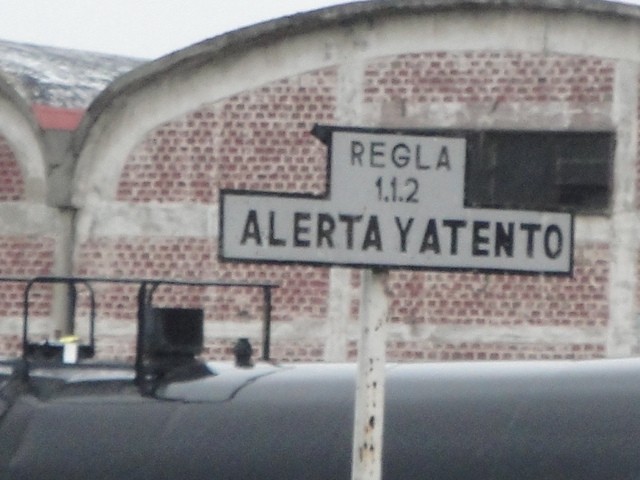 REGLA
1.1.2
ALERTA Y ATENTO